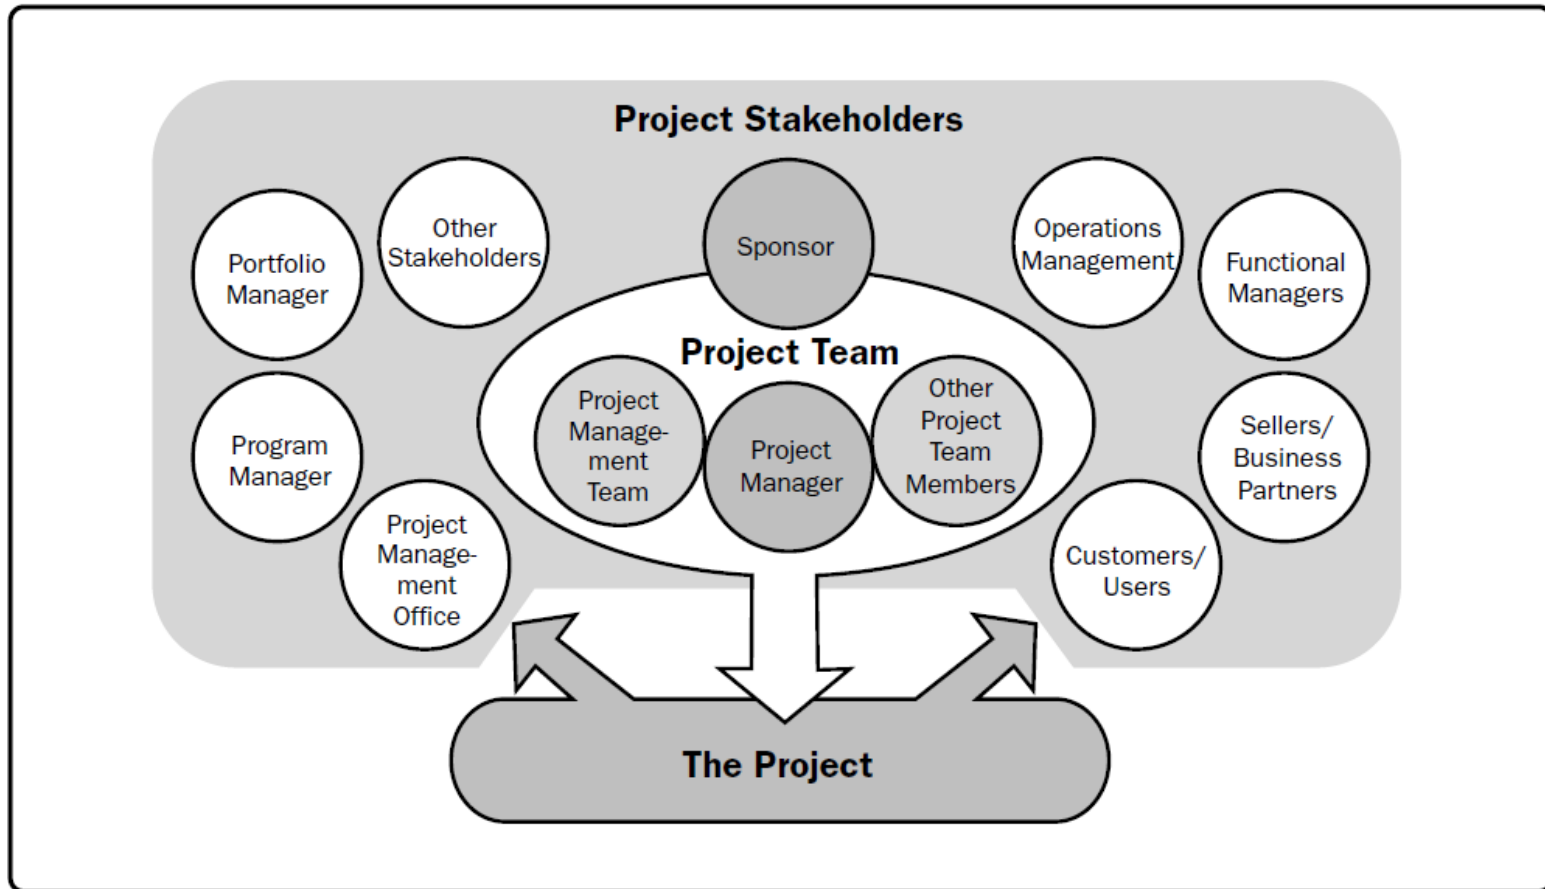 Project Stakeholders
Other
Stakeholders
Portfolio
Manager
Program
Manager
Project
Manage-
ment
Office
Sponsor
Project Team
Project
Manage-
ment
Team
Project
Manager
Other
Project
Team
Members
Operations
Management
Functional
Managers
Sellers/
Business
Partners
Customers/
Users
The Project